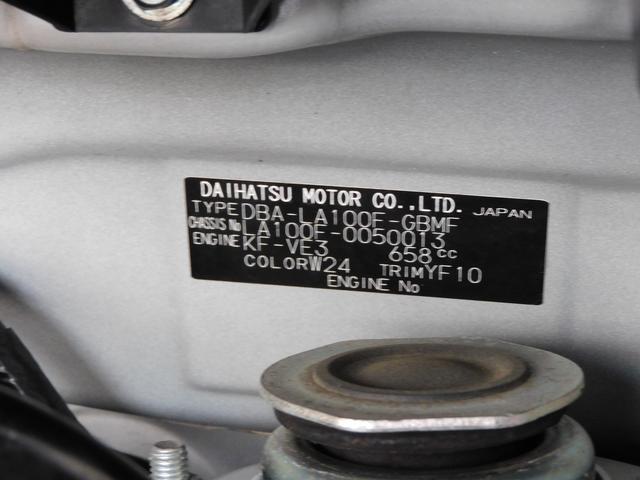 DAIHATSU MOTOR CO.,LTD. JAPAN
TYPE DBA-LA100F-GBMF
CHASSIS No LA100F-0050013
ENGINE KF-VE3 658cc
COLOR W24 TRIM YF10
ENGINE No